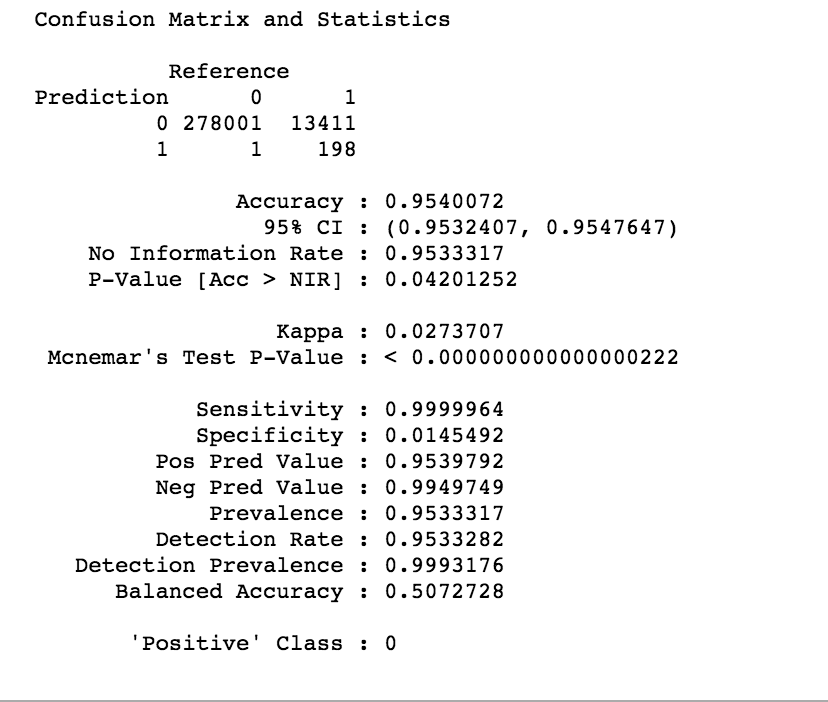 Confusion Matrix and Statistics
Reference
Prediction 0 1
0 278001 13411
1 1 198
Accuracy : 0.9540072
95% CI : (0.9532407, 0.9547647)
No Information Rate : 0.9533317
P-Value [Acc > NIR] : 0.04201252
Kappa : 0.0273707
Mcnemar's Test P-Value : < 0.000000000000000222
Sensitivity : 0.9999964
Specificity : 0.0145492
Pos Pred Value : 0.9539792
Neg Pred Value : 0.9949749
Prevalence : 0.9533317
Detection Rate : 0.9533282
Detection Prevalence : 0.9993176
Balanced Accuracy : 0.5072728
'Positive' Class : 0